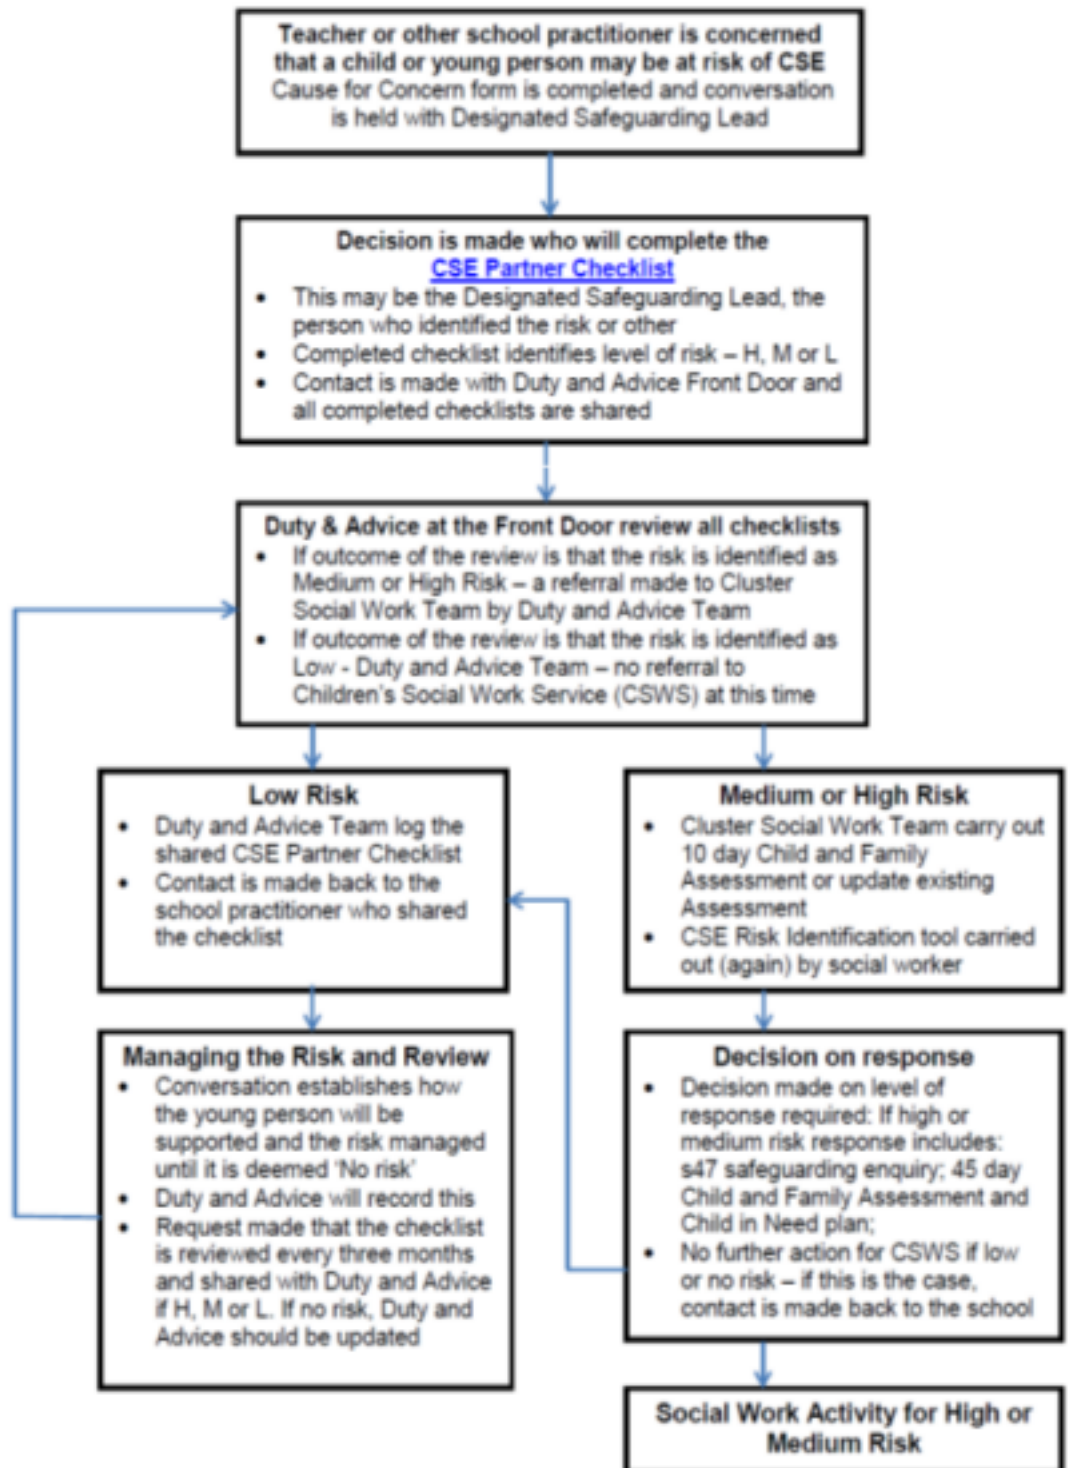 Teacher or other school practitioner is concerned
that a child or young person may be at risk of CSE
Cause for Concern form is completed and conversation
is held with Designated Safeguarding Lead
Decision is made who will complete the
CSE Partner Checklist
• This may be the Designated Safeguarding Lead, the
person who identified the risk or other
• Completed checklist identifies level of risk – H, M or L
• Contact is made with Duty and Advice Front Door and
all completed checklists are shared
Duty & Advice at the Front Door review all checklists
• If outcome of the review is that the risk is identified as
Medium or High Risk – a referral made to Cluster
Social Work Team by Duty and Advice Team
• If outcome of the review is that the risk is identified as
Low - Duty and Advice Team – no referral to
Children's Social Work Service (CSWS) at this time
Low Risk
• Duty and Advice Team log the
shared CSE Partner Checklist
• Contact is made back to the
school practitioner who shared
the checklist
Medium or High Risk
• Cluster Social Work Team carry out
10 day Child and Family
Assessment or update existing
Assessment
• CSE Risk Identification tool carried
out (again) by social worker
Managing the Risk and Review
• Conversation establishes how
the young person will be
supported and the risk managed
until it is deemed 'No risk'
• Duty and Advice will record this
• Request made that the checklist
is reviewed every three months
and shared with Duty and Advice
if H, M or L. If no risk, Duty and
Advice should be updated
Decision on response
• Decision made on level of
response required: If high or
medium risk response includes:
s47 safeguarding enquiry; 45 day
Child and Family Assessment and
Child in Need plan;
• No further action for CSWS if low
or no risk – if this is the case,
contact is made back to the school
Social Work Activity for High or
Medium Risk